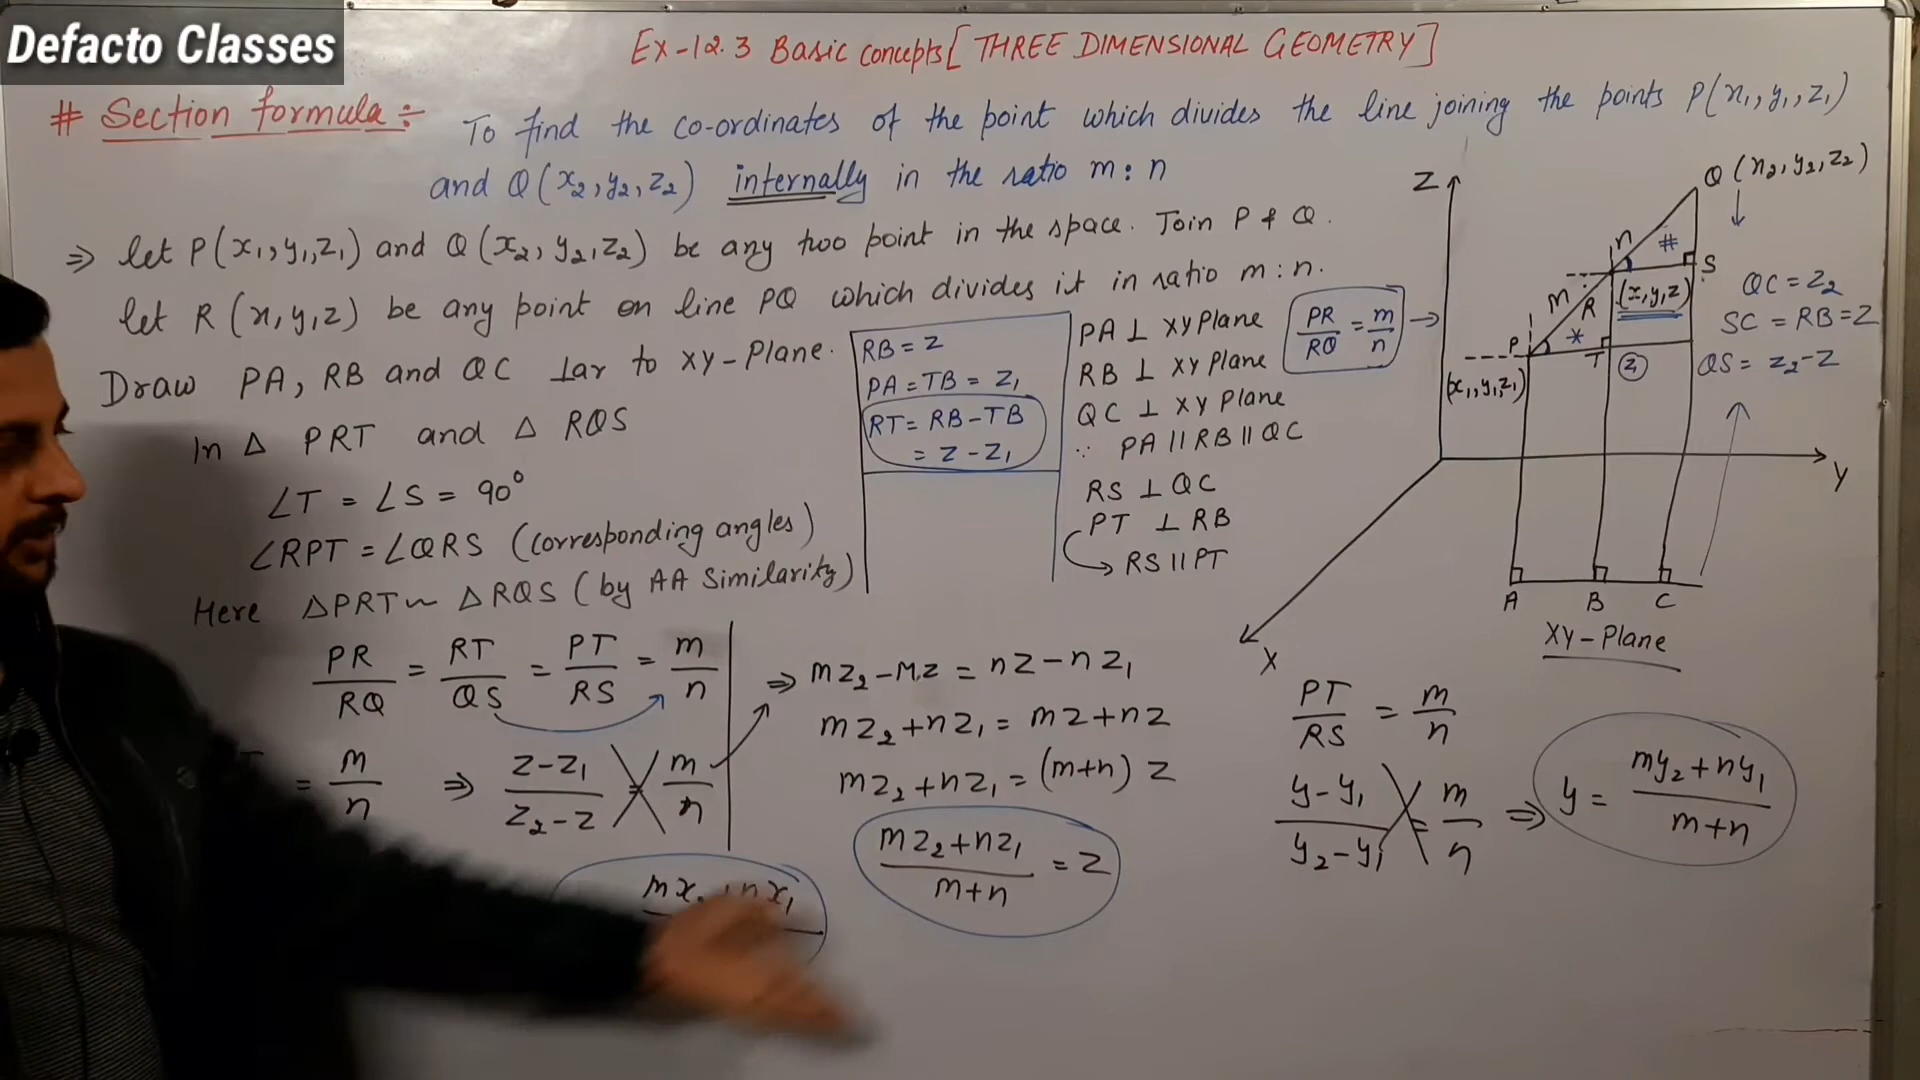 Defacto Classes
Ex-12.3 Basic concepts [THREE DIMENSIONAL GEOMETRY]
# Section formula :-
To find the co-ordinates of the point which divides the line joining the points P(x₁, y₁, z₁)
and Q(x₂, y₂, z₂) internally in the ratio m : n
⇒ let P(x₁, y₁, z₁) and Q(x₂, y₂, z₂) be any two point in the space. Join P & Q.
let R(x, y, z) be any point on line PQ which divides it in ratio m : n.
Draw PA, RB and QC ⊥ar to XY-Plane.
In △ PRT and △ RQS
∠T = ∠S = 90°
∠RPT = ∠QRS (corresponding angles)
Here △PRT ~ △RQS (by AA Similarity)
PR/RQ = RT/QS = PT/RS = m/n
= m/n ⇒ z-z₁/z₂-z = m/n
RB = z
PA = TB = z₁
RT = RB - TB
= z - z₁
PA ⊥ XY Plane
RB ⊥ XY Plane
QC ⊥ XY Plane
∵ PA || RB || QC
RS ⊥ QC
PT ⊥ RB
→ RS || PT
PR/RQ = m/n →
⇒ mz₂ - mz = nz - nz₁
mz₂ + nz₁ = mz + nz
mz₂ + nz₁ = (m+n) z
mz₂ + nz₁/m+n = z
PT/RS = m/n
y-y₁/y₂-y₁ = m/n ⇒ y = my₂ + ny₁/m+n
Z
Q (x₂, y₂, z₂)
n
#
S
m
R
(x, y, z)
P
*
T
z₁
(x₁, y₁, z₁)
QC = z₂
SC = RB = z
QS = z₂ - z
Y
A
B
C
XY-Plane
X